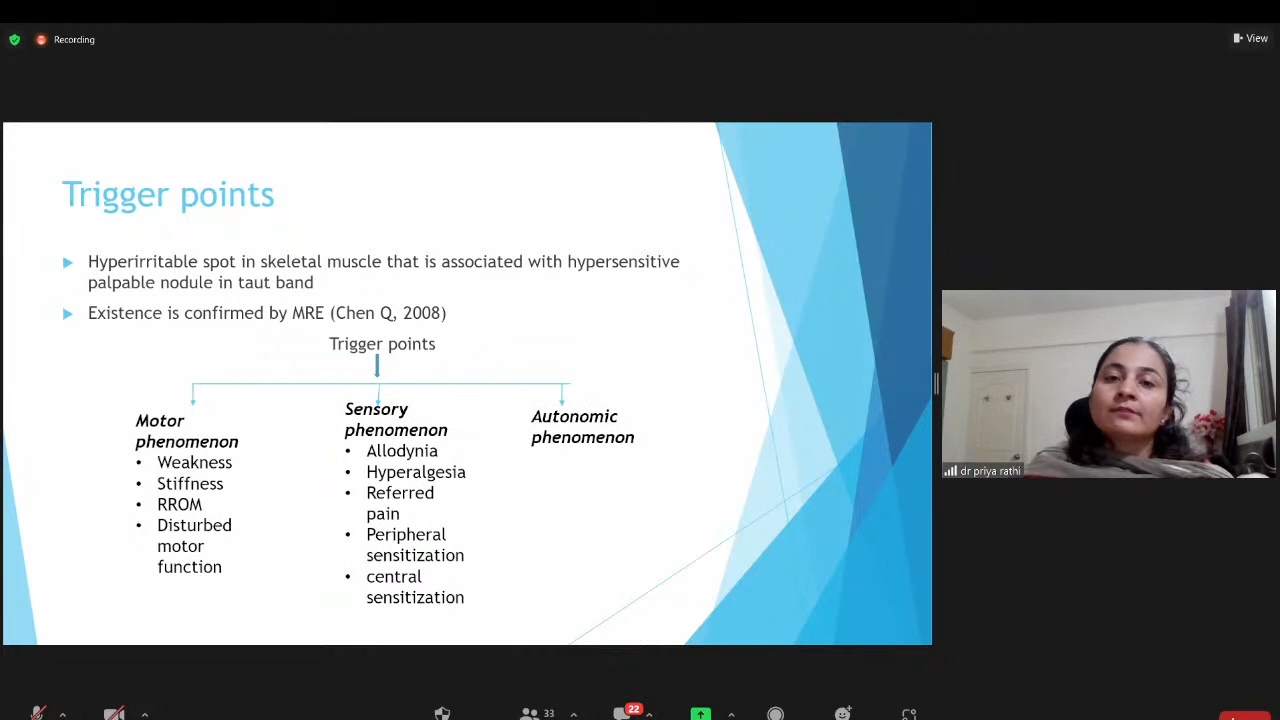 Recording
View
Trigger points
Hyperirritable spot in skeletal muscle that is associated with hypersensitive
palpable nodule in taut band
Existence is confirmed by MRE (Chen Q, 2008)
Trigger points
Motor
phenomenon
• Weakness
• Stiffness
• RROM
• Disturbed
motor
function
Sensory
phenomenon
• Allodynia
• Hyperalgesia
• Referred
pain
• Peripheral
sensitization
• central
sensitization
Autonomic
phenomenon
dr priya rathi
33
22